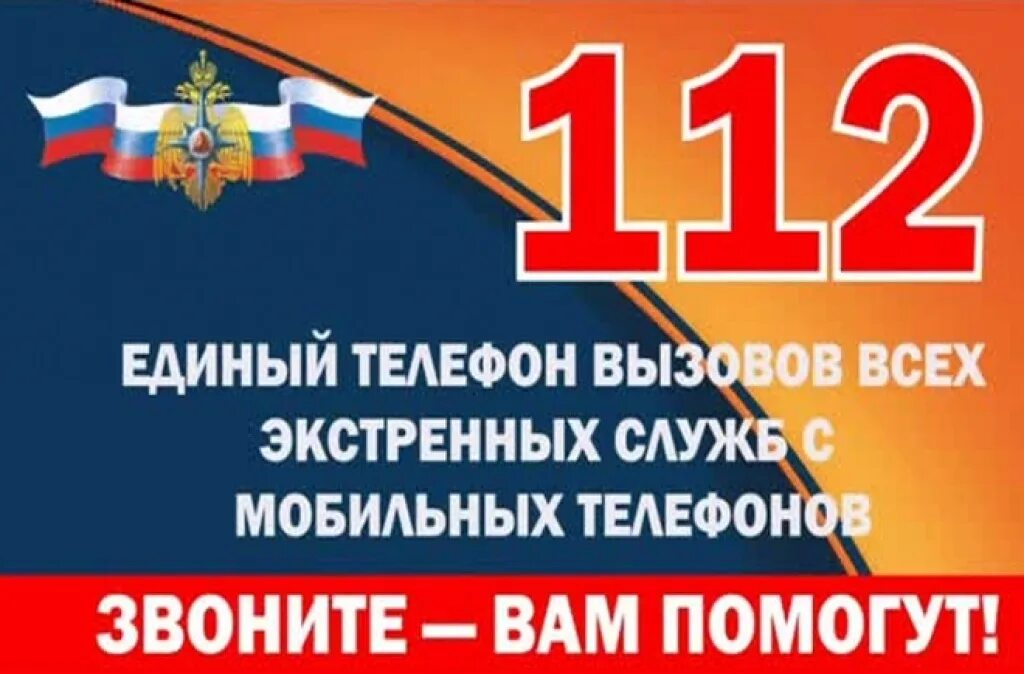 112
ЕДИНЫЙ ТЕЛЕФОН ВЫЗОВОВ ВСЕХ
ЭКСТРЕННЫХ СЛУЖБ С
МОБИЛЬНЫХ ТЕЛЕФОНОВ
ЗВОНИТЕ — ВАМ ПОМОГУТ!